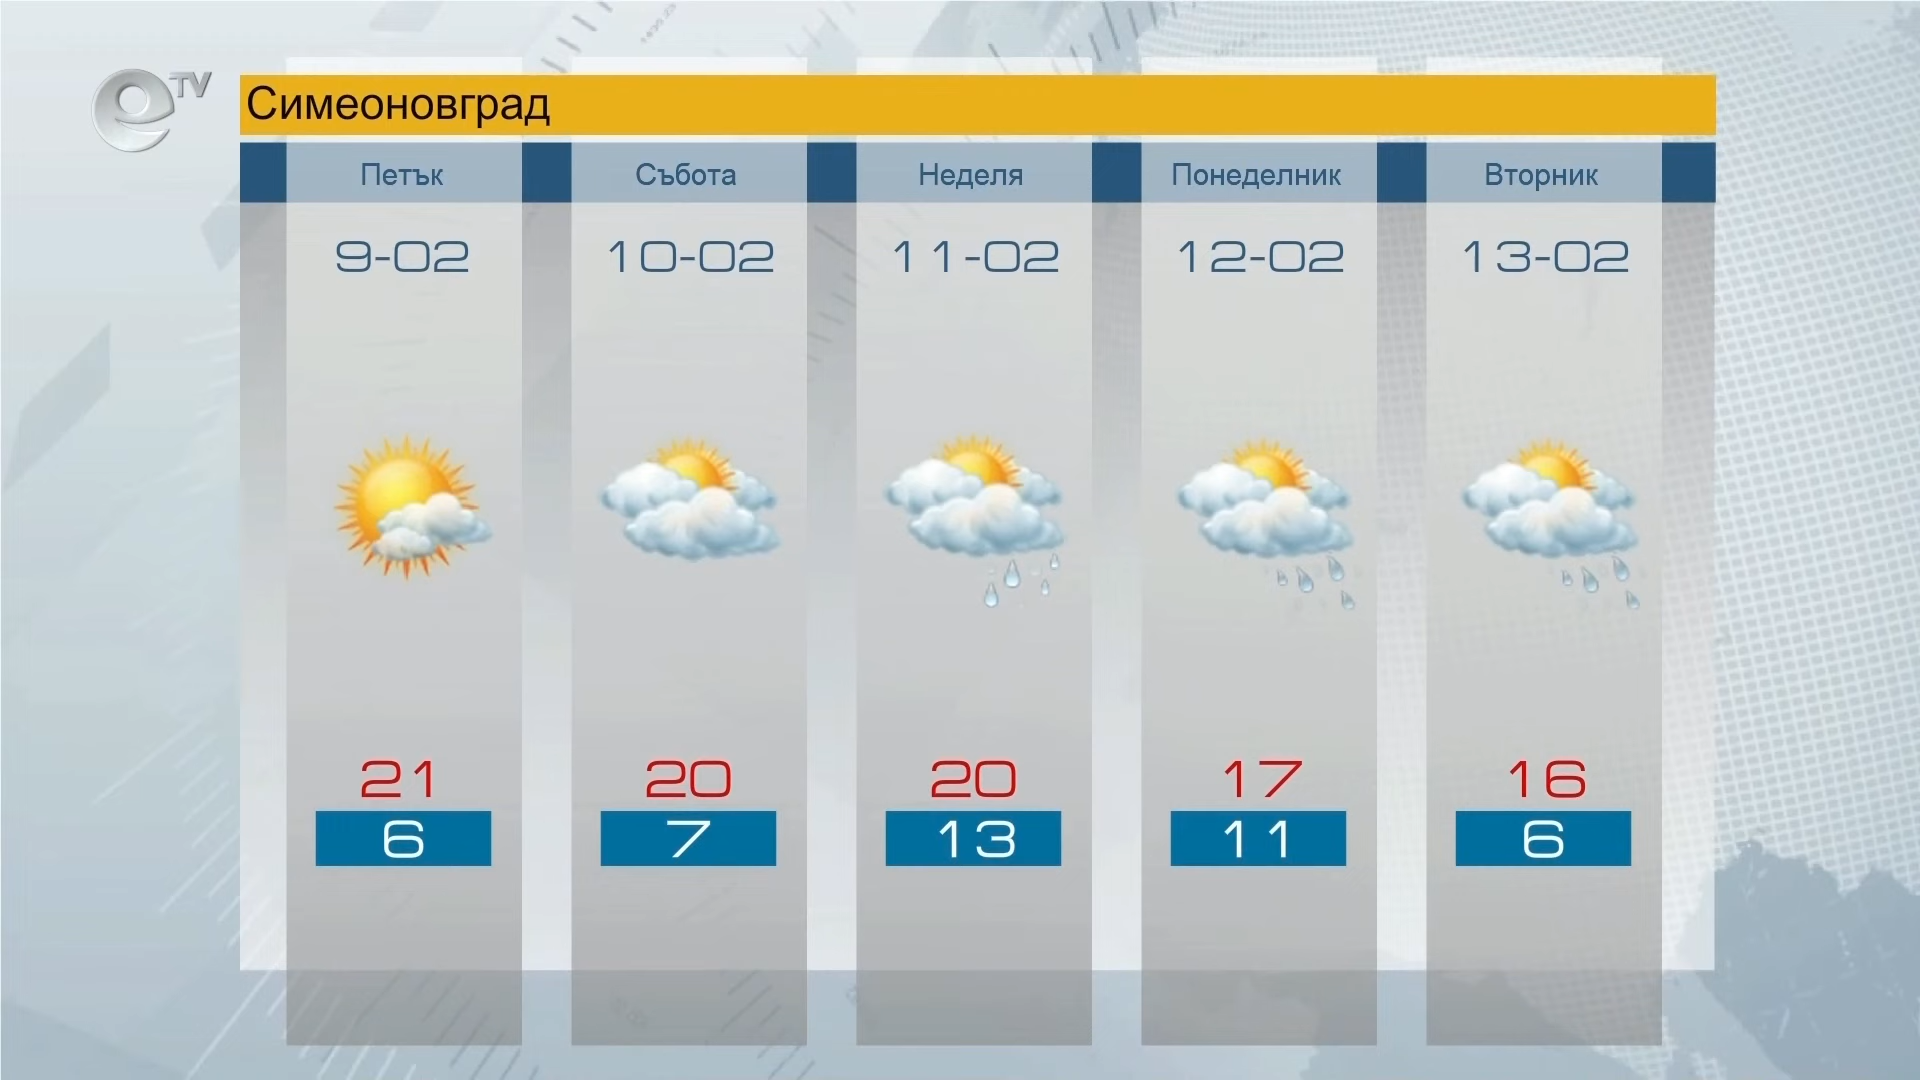 eTV
Симеоновград
Петък Събота Неделя Понеделник Вторник
9-02 10-02 11-02 12-02 13-02
21 20 20 17 16
6 7 13 11 6